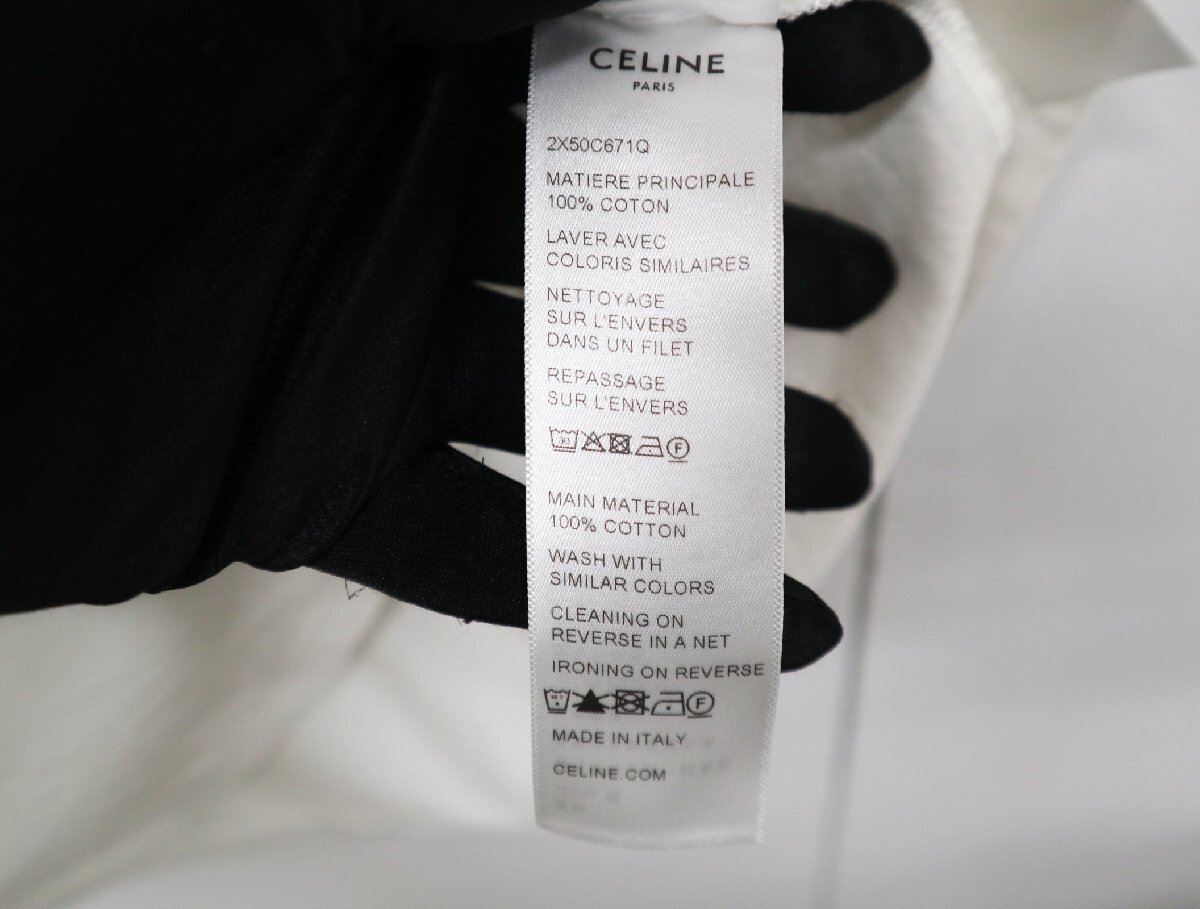 CELINE
PARIS
2X50C671Q
MATIERE PRINCIPALE
100% COTON
LAVER AVEC
COLORIS SIMILAIRES
NETTOYAGE
SUR L'ENVERS
DANS UN FILET
REPASSAGE
SUR L'ENVERS
30 F
MAIN MATERIAL
100% COTTON
WASH WITH
SIMILAR COLORS
CLEANING ON
REVERSE IN A NET
IRONING ON REVERSE
F
MADE IN ITALY
CELINE.COM